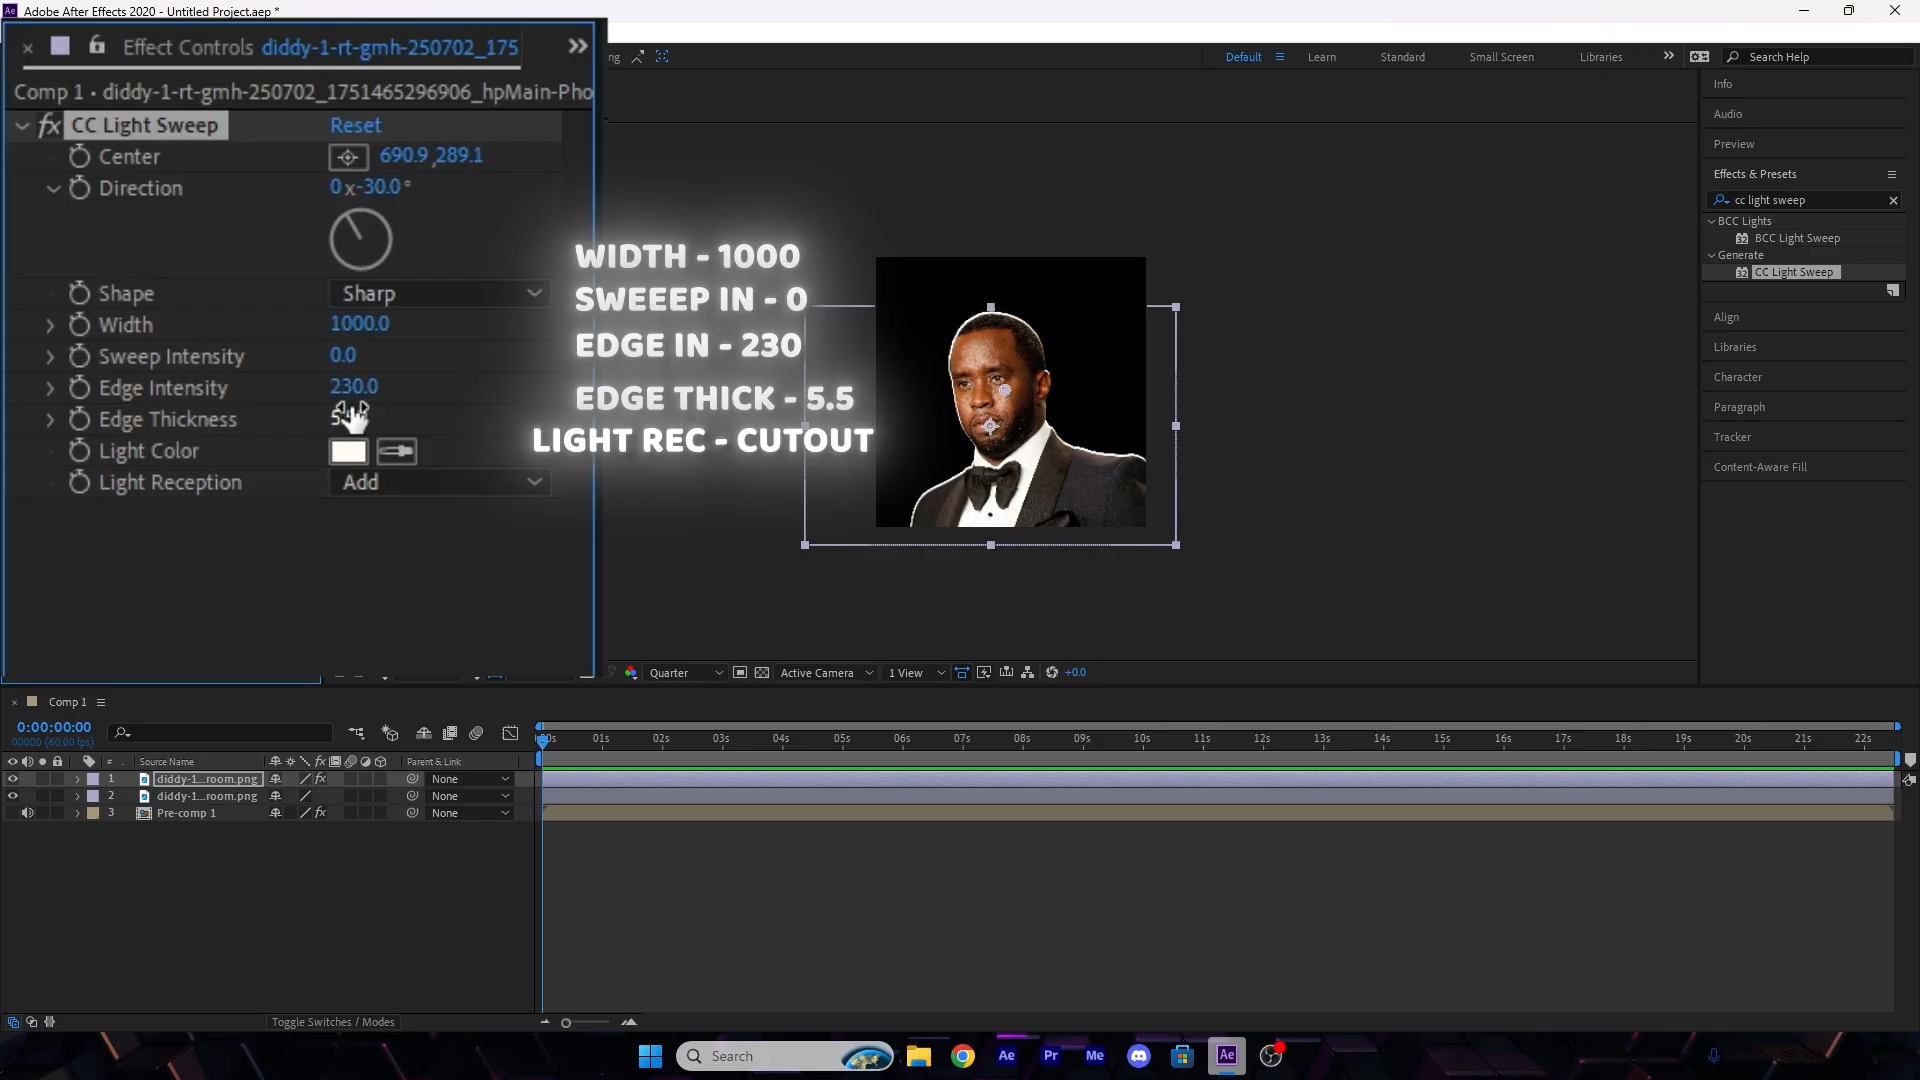 Adobe After Effects 2020 - Untitled Project.aep *
Effect Controls diddy-1-rt-gmh-250702_175
Default
Learn
Standard
Small Screen
Libraries
Search Help
Comp 1 • diddy-1-rt-gmh-250702_1751465296906_hpMain-Pho
fx CC Light Sweep Reset
Center 690.9,289.1
Direction 0x-30.0°
Shape Sharp
Width 1000.0
Sweep Intensity 0.0
Edge Intensity 230.0
Edge Thickness
Light Color
Light Reception Add
WIDTH - 1000
SWEEEP IN - 0
EDGE IN - 230
EDGE THICK - 5.5
LIGHT REC - CUTOUT
Info
Audio
Preview
Effects & Presets
cc light sweep
BCC Lights
BCC Light Sweep
Generate
CC Light Sweep
Align
Libraries
Character
Paragraph
Tracker
Content-Aware Fill
Quarter
Active Camera
1 View
+0.0
Comp 1
0:00:00:00
00000 (60.00 fps)
01s 02s 03s 04s 05s 06s 07s 08s 09s 10s 11s 12s 13s 14s 15s 16s 17s 18s 19s 20s 21s 22s
# Source Name fx Parent & Link
1 diddy-1...room.png fx None
2 diddy-1...room.png None
3 Pre-comp 1 fx None
Toggle Switches / Modes
Search
Ae
Pr
Me
Ae